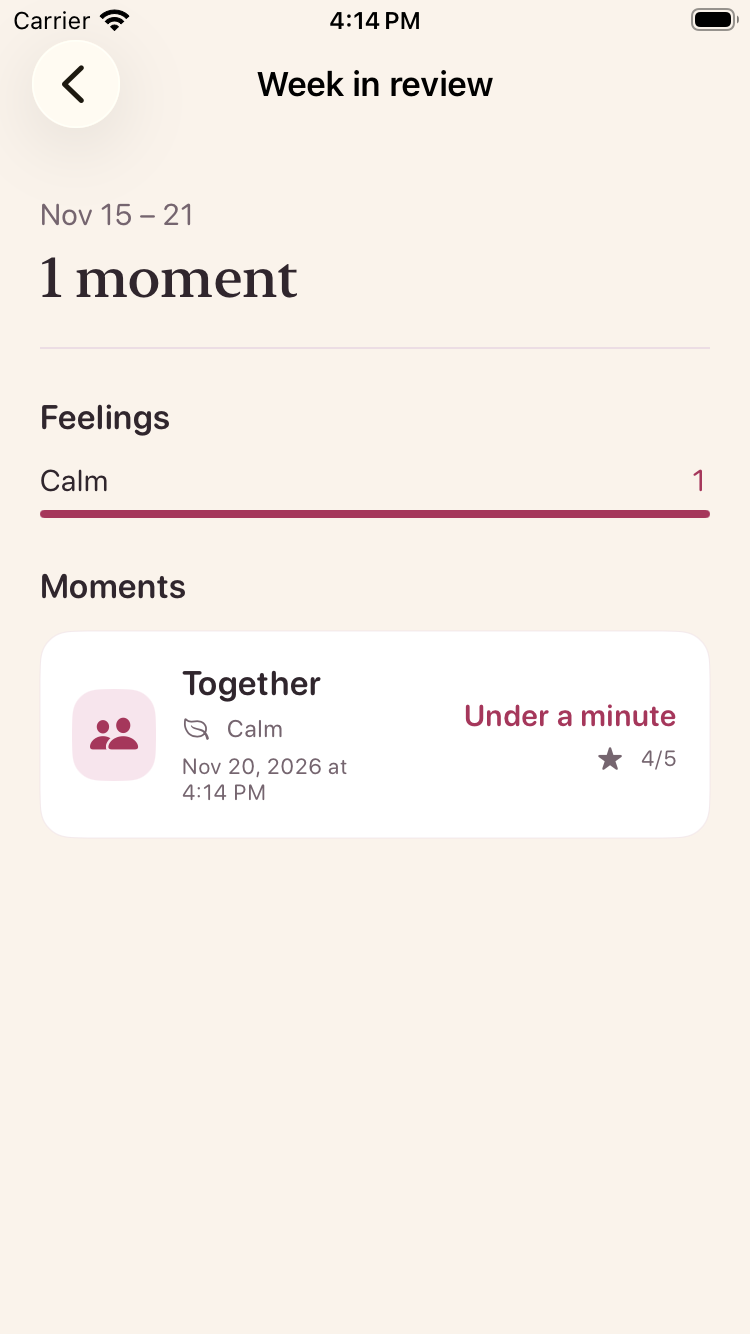 Carrier 4:14 PM
Week in review
Nov 15 – 21
1 moment
Feelings
Calm 1
Moments
Together
Calm
Nov 20, 2026 at
4:14 PM
Under a minute
4/5